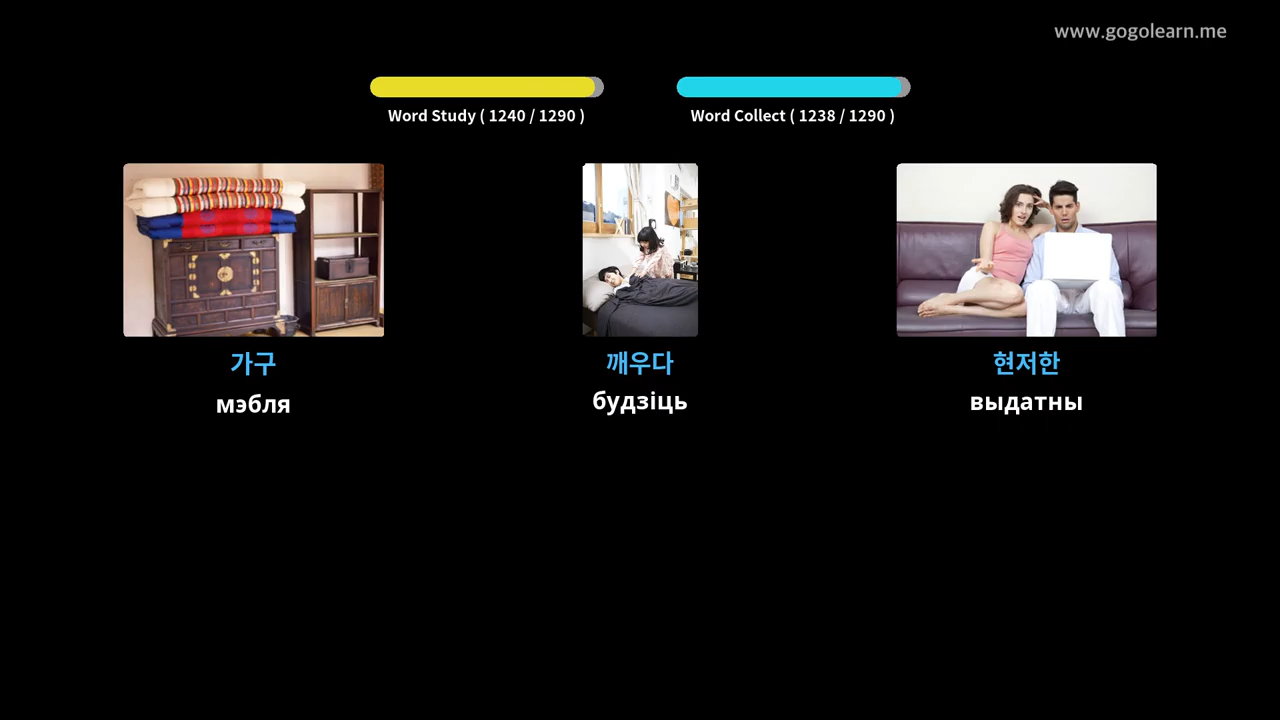 www.gogolearn.me
Word Study ( 1240 / 1290 )
Word Collect ( 1238 / 1290 )
가구
깨우다
현저한
мэбля
будзіць
выдатны